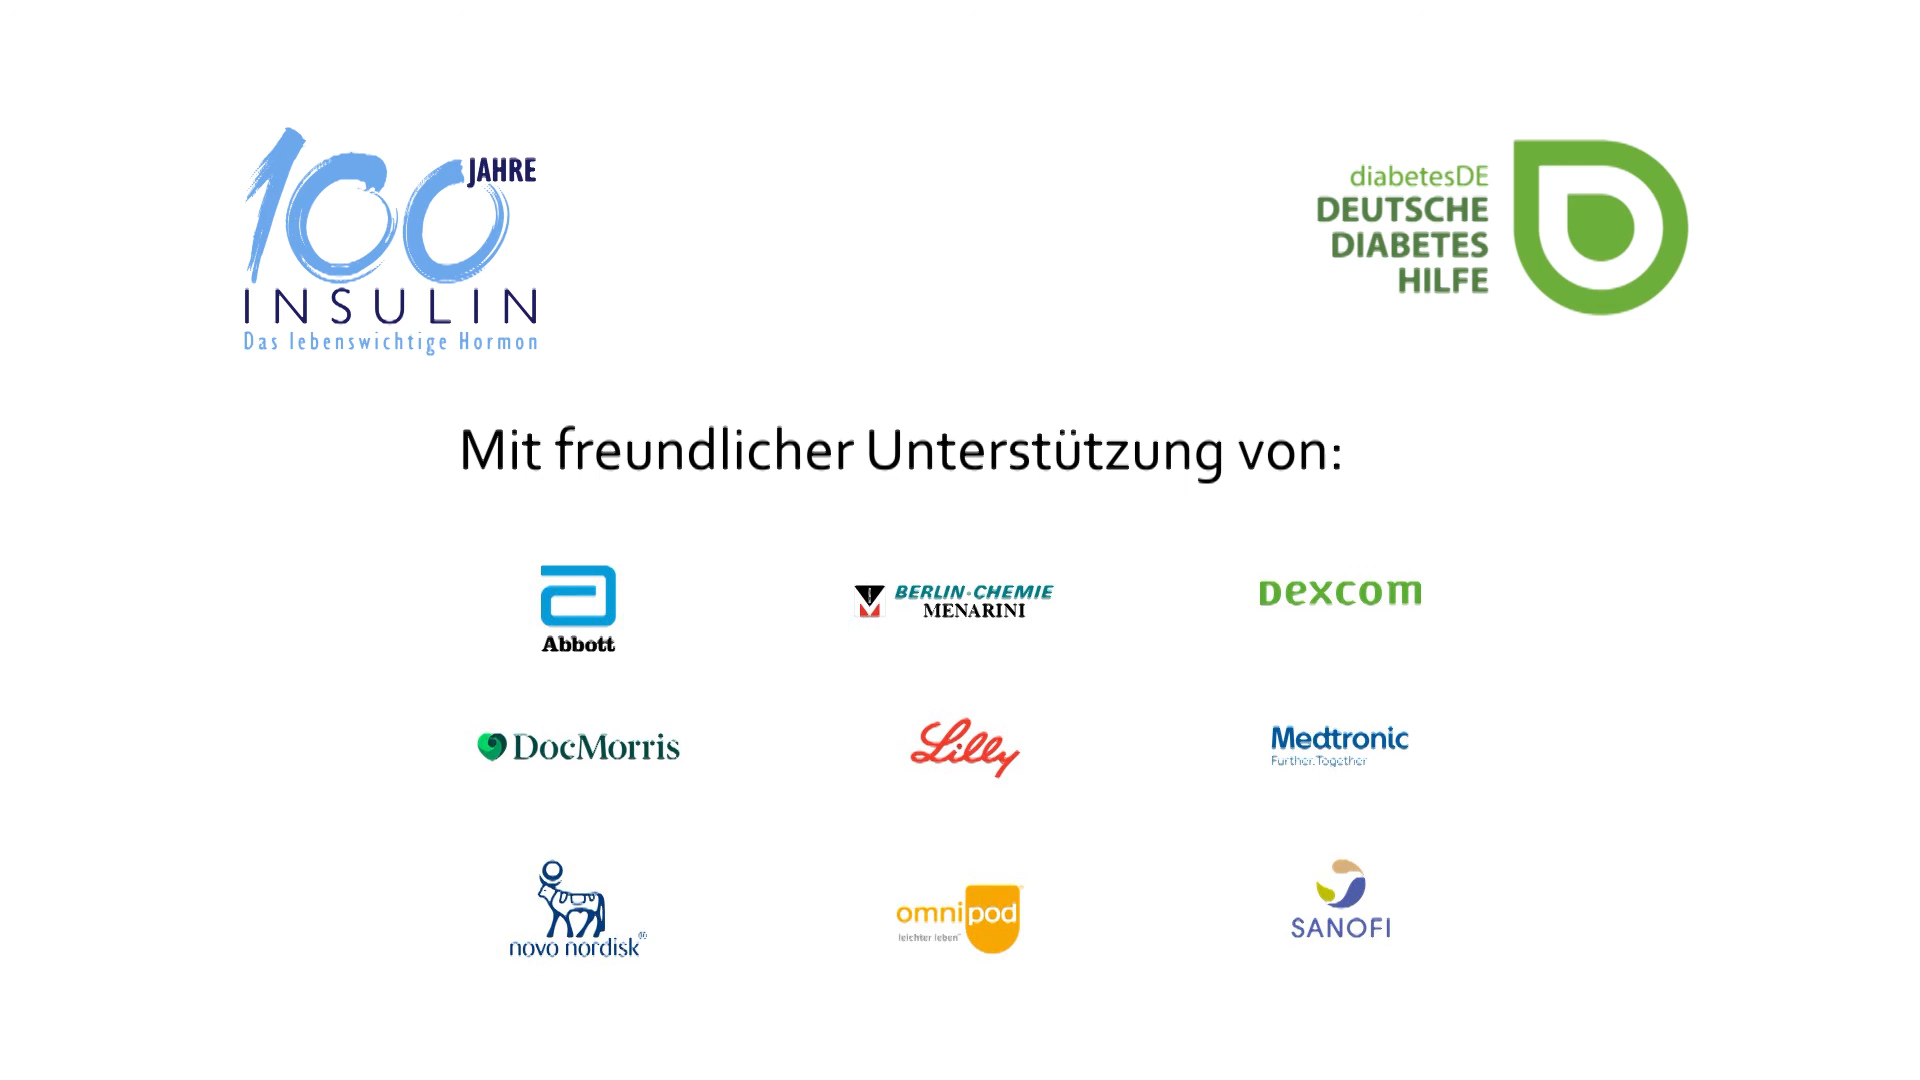 100 JAHRE
INSULIN
Das lebenswichtige Hormon
diabetesDE
DEUTSCHE
DIABETES
HILFE
Mit freundlicher Unterstützung von:
Abbott
BERLIN-CHEMIE
MENARINI
Dexcom
DocMorris
Lilly
Medtronic
Further.Together
novo nordisk®
omnipod
leichter leben™
SANOFI